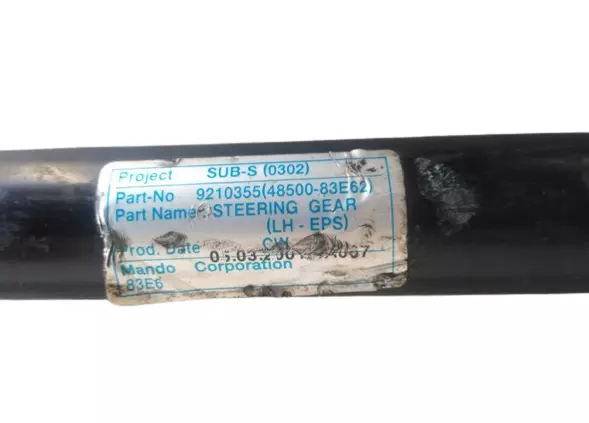 Project SUB-S (0302)
Part-No 9210355(48500-83E62)
Part Name STEERING GEAR
(LH - EPS)
Prod. Date
Mando Corporation
83E6